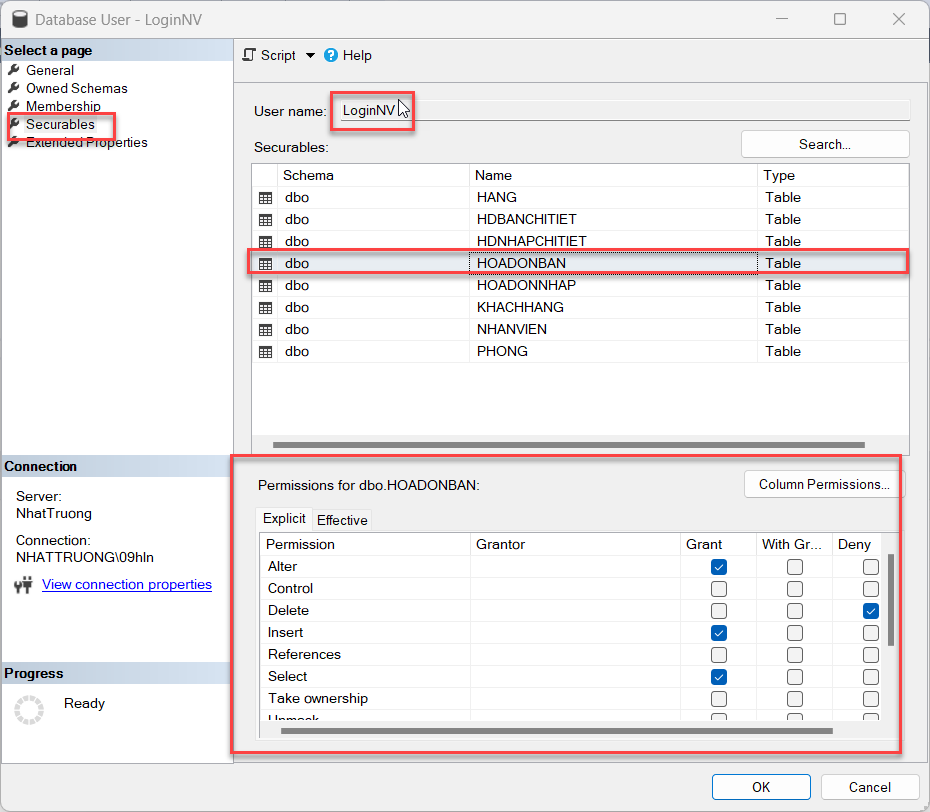 Database User - LoginNV
Select a page
General
Owned Schemas
Membership
Securables
Extended Properties
Script
Help
User name: LoginNV
Securables:
Search...
Schema Name Type
dbo HANG Table
dbo HDBANCHITIET Table
dbo HDNHAPCHITIET Table
dbo HOADONBAN Table
dbo HOADONNHAP Table
dbo KHACHHANG Table
dbo NHANVIEN Table
dbo PHONG Table
Connection
Server:
NhatTruong
Connection:
NHATTRUONG\09hln
View connection properties
Progress
Ready
Permissions for dbo.HOADONBAN:
Column Permissions...
Explicit Effective
Permission Grantor Grant With Gr... Deny
Alter
Control
Delete
Insert
References
Select
Take ownership
OK Cancel